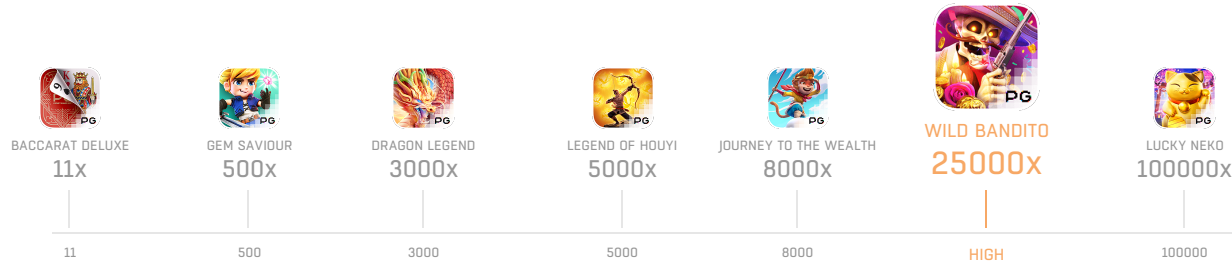 PG
PG
PG
PG
PG
PG
PG
BACCARAT DELUXE
11x
GEM SAVIOUR
500x
DRAGON LEGEND
3000x
LEGEND OF HOUYI
5000x
JOURNEY TO THE WEALTH
8000x
WILD BANDITO
25000x
LUCKY NEKO
100000x
11
500
3000
5000
8000
HIGH
100000